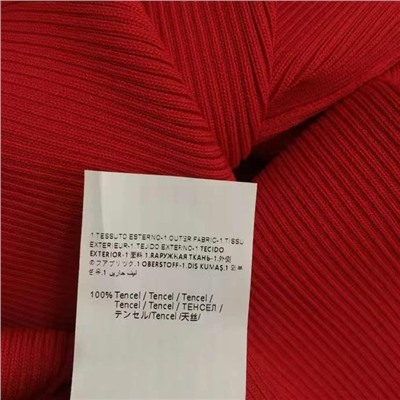 1 TESSUTO ESTERNO-1 OUTER FABRIC-1 TISSU
EXTERIEUR-1 TEJIDO EXTERNO-1 TECIDO
EXTERIOR-1 面料 1.НАРУЖНАЯ ТКАНЬ-1.外側
のファブリック.1 OBERSTOFF-1.DIŞ KUMAŞ.1
1.
100% Tencel / Tencel / Tencel /
Tencel / Tencel / Tencel / ТЕНСЕЛ /
テンセル/Tencel /天丝/